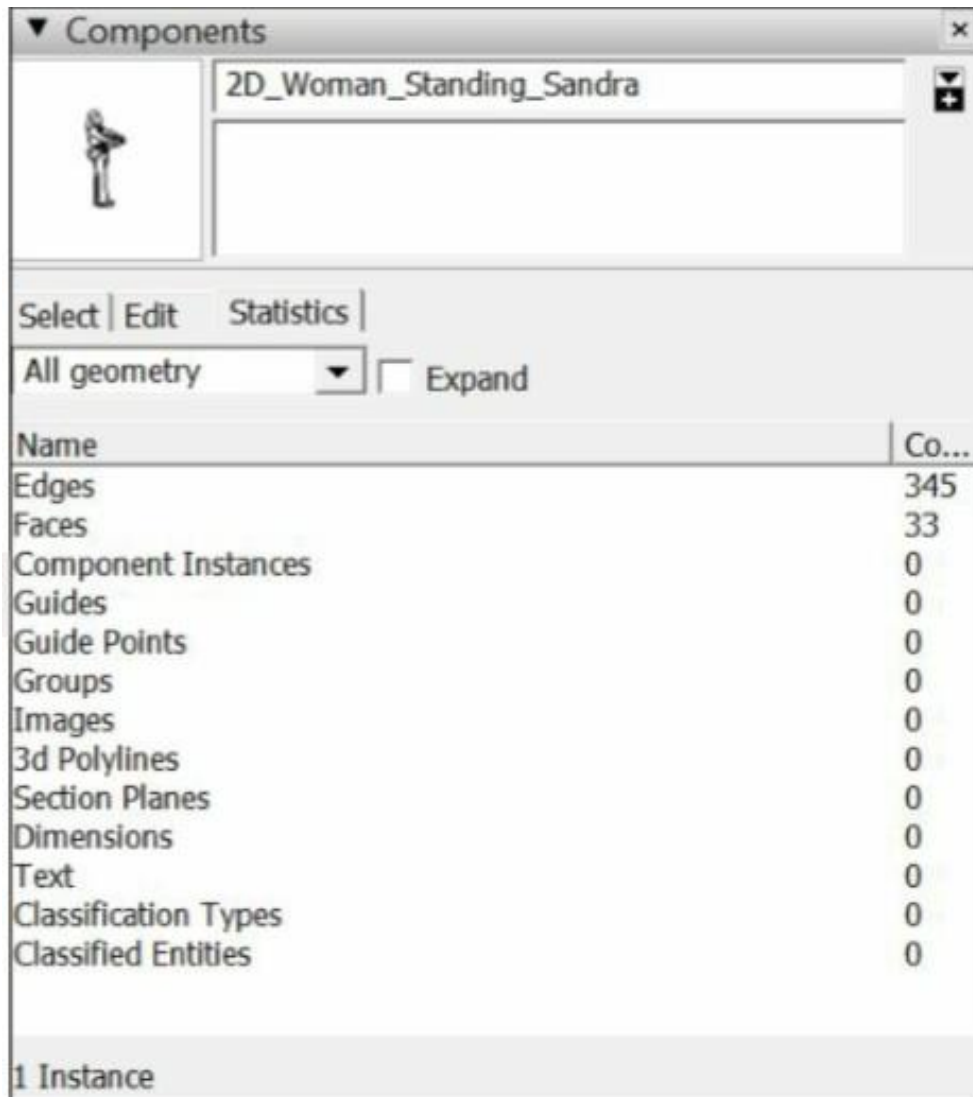 Components
2D_Woman_Standing_Sandra
Select Edit Statistics
All geometry Expand
Name Co...
Edges 345
Faces 33
Component Instances 0
Guides 0
Guide Points 0
Groups 0
Images 0
3d Polylines 0
Section Planes 0
Dimensions 0
Text 0
Classification Types 0
Classified Entities 0
1 Instance